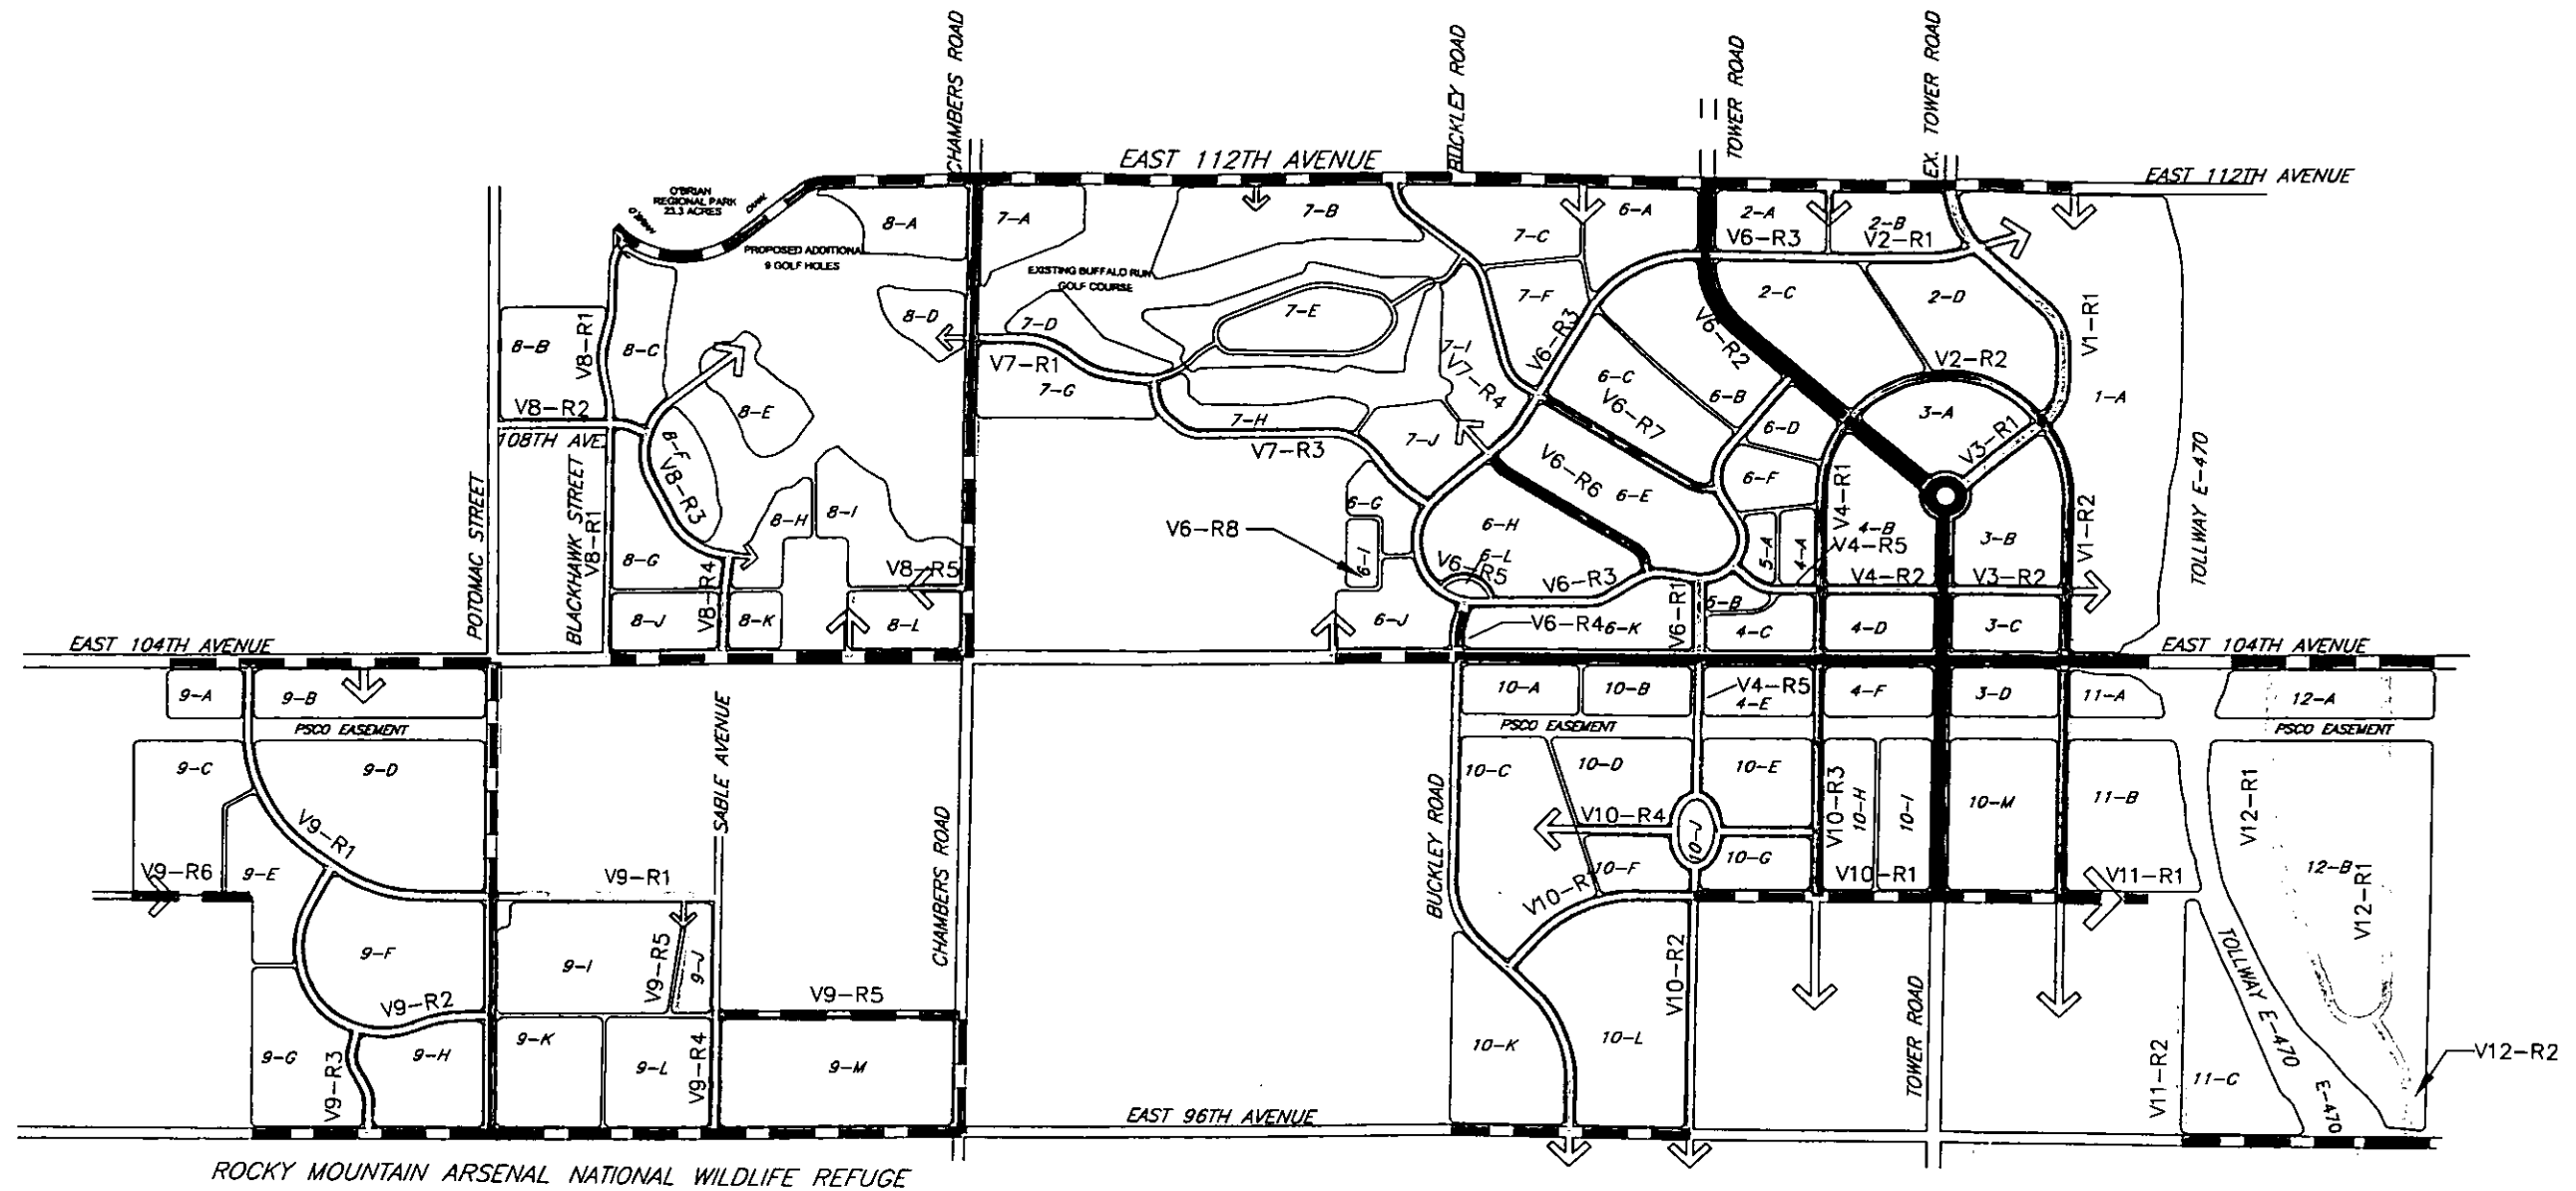 CHAMBERS ROAD
BUCKLEY ROAD
TOWER ROAD
EX. TOWER ROAD
EAST 112TH AVENUE
EAST 112TH AVENUE
O'BRIAN
REGIONAL PARK
23.3 ACRES
O'BRIAN
CANAL
PROPOSED ADDITIONAL
9 GOLF HOLES
EXISTING BUFFALO RUN
GOLF COURSE
8-A
7-A
7-B
7-C
6-A
2-A
V6-R3
2-B
V2-R1
8-B
V8-R1
8-C
8-D
7-D
7-E
7-F
V6-R3
V6-R2
2-C
2-D
V1-R1
V7-R1
7-G
7-I
V7-R4
6-C
V6-R7
6-B
V2-R2
1-A
V8-R2
108TH AVE.
8-E
8-F
V8-R3
7-H
V7-R3
7-J
6-D
3-A
V3-R1
TOLLWAY E-470
POTOMAC STREET
BLACKHAWK STREET
V8-R1
8-G
8-H
8-I
V6-R8
6-G
6-I
6-H
V6-R6
6-E
6-F
V4-R1
4-B
V4-R5
5-A
4-A
3-B
V1-R2
V8-R4
V8-R5
6-L
V6-R5
V6-R3
V6-R1
V4-R2
V3-R2
8-J
8-K
8-L
6-J
V6-R4
6-K
5-B
4-C
4-D
3-C
EAST 104TH AVENUE
EAST 104TH AVENUE
9-A
9-B
10-A
10-B
V4-R5
4-E
4-F
3-D
11-A
12-A
PSCO EASEMENT
PSCO EASEMENT
PSCO EASEMENT
9-C
9-D
SABLE AVENUE
CHAMBERS ROAD
BUCKLEY ROAD
10-C
10-D
10-E
V10-R3
10-H
10-I
10-M
11-B
V12-R1
V9-R1
V10-R4
10-J
12-B
V12-R1
V9-R6
9-E
V9-R1
10-F
10-G
V10-R1
V10-R1
V11-R1
9-F
9-I
V9-R5
9-J
V9-R2
V9-R5
V10-R2
TOLLWAY E-470
9-G
V9-R3
9-H
9-K
9-L
V9-R4
9-M
10-K
10-L
TOWER ROAD
V11-R2
11-C
E-470
V12-R2
EAST 96TH AVENUE
ROCKY MOUNTAIN ARSENAL NATIONAL WILDLIFE REFUGE